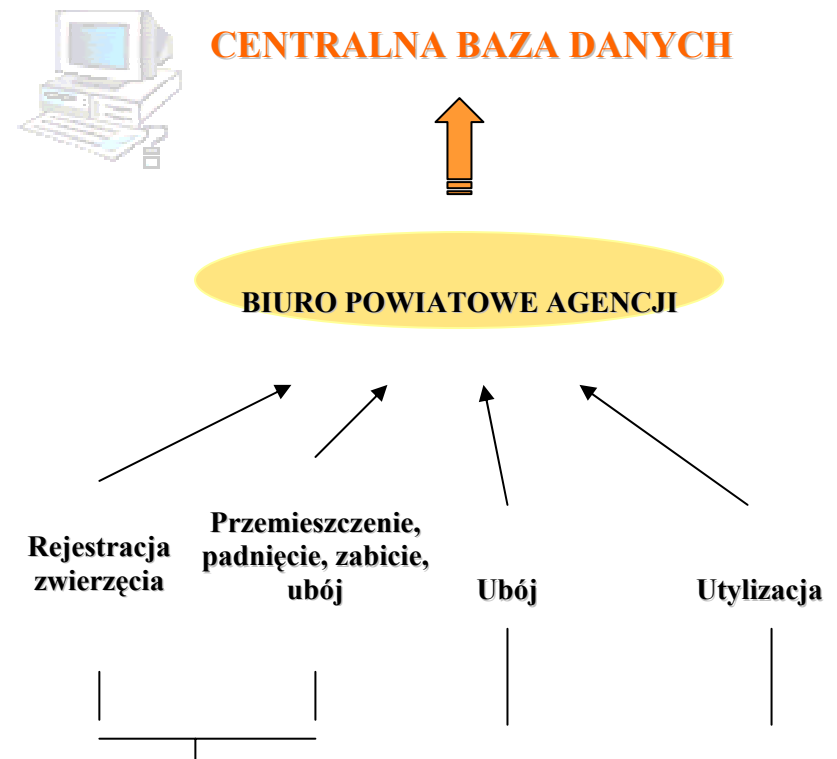 CENTRALNA BAZA DANYCH
BIURO POWIATOWE AGENCJI
Rejestracja
zwierzęcia
Przemieszczenie,
padnięcie, zabicie,
ubój
Ubój
Utylizacja